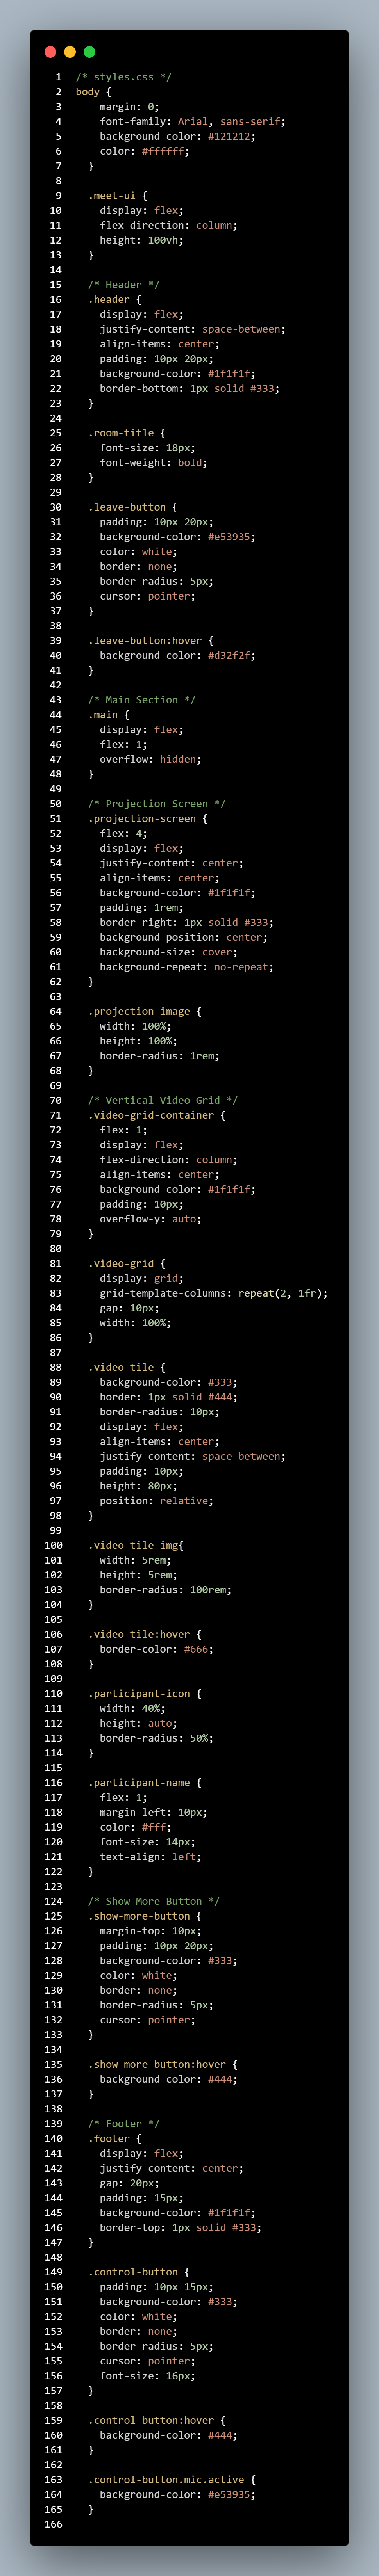 1 /* styles.css */
2 body {
3 margin: 0;
4 font-family: Arial, sans-serif;
5 background-color: #121212;
6 color: #ffffff;
7 }
8
9 .meet-ui {
10 display: flex;
11 flex-direction: column;
12 height: 100vh;
13 }
14
15 /* Header */
16 .header {
17 display: flex;
18 justify-content: space-between;
19 align-items: center;
20 padding: 10px 20px;
21 background-color: #1f1f1f;
22 border-bottom: 1px solid #333;
23 }
24
25 .room-title {
26 font-size: 18px;
27 font-weight: bold;
28 }
29
30 .leave-button {
31 padding: 10px 20px;
32 background-color: #e53935;
33 color: white;
34 border: none;
35 border-radius: 5px;
36 cursor: pointer;
37 }
38
39 .leave-button:hover {
40 background-color: #d32f2f;
41 }
42
43 /* Main Section */
44 .main {
45 display: flex;
46 flex: 1;
47 overflow: hidden;
48 }
49
50 /* Projection Screen */
51 .projection-screen {
52 flex: 4;
53 display: flex;
54 justify-content: center;
55 align-items: center;
56 background-color: #1f1f1f;
57 padding: 1rem;
58 border-right: 1px solid #333;
59 background-position: center;
60 background-size: cover;
61 background-repeat: no-repeat;
62 }
63
64 .projection-image {
65 width: 100%;
66 height: 100%;
67 border-radius: 1rem;
68 }
69
70 /* Vertical Video Grid */
71 .video-grid-container {
72 flex: 1;
73 display: flex;
74 flex-direction: column;
75 align-items: center;
76 background-color: #1f1f1f;
77 padding: 10px;
78 overflow-y: auto;
79 }
80
81 .video-grid {
82 display: grid;
83 grid-template-columns: repeat(2, 1fr);
84 gap: 10px;
85 width: 100%;
86 }
87
88 .video-tile {
89 background-color: #333;
90 border: 1px solid #444;
91 border-radius: 10px;
92 display: flex;
93 align-items: center;
94 justify-content: space-between;
95 padding: 10px;
96 height: 80px;
97 position: relative;
98 }
99
100 .video-tile img{
101 width: 5rem;
102 height: 5rem;
103 border-radius: 100rem;
104 }
105
106 .video-tile:hover {
107 border-color: #666;
108 }
109
110 .participant-icon {
111 width: 40%;
112 height: auto;
113 border-radius: 50%;
114 }
115
116 .participant-name {
117 flex: 1;
118 margin-left: 10px;
119 color: #fff;
120 font-size: 14px;
121 text-align: left;
122 }
123
124 /* Show More Button */
125 .show-more-button {
126 margin-top: 10px;
127 padding: 10px 20px;
128 background-color: #333;
129 color: white;
130 border: none;
131 border-radius: 5px;
132 cursor: pointer;
133 }
134
135 .show-more-button:hover {
136 background-color: #444;
137 }
138
139 /* Footer */
140 .footer {
141 display: flex;
142 justify-content: center;
143 gap: 20px;
144 padding: 15px;
145 background-color: #1f1f1f;
146 border-top: 1px solid #333;
147 }
148
149 .control-button {
150 padding: 10px 15px;
151 background-color: #333;
152 color: white;
153 border: none;
154 border-radius: 5px;
155 cursor: pointer;
156 font-size: 16px;
157 }
158
159 .control-button:hover {
160 background-color: #444;
161 }
162
163 .control-button.mic.active {
164 background-color: #e53935;
165 }
166